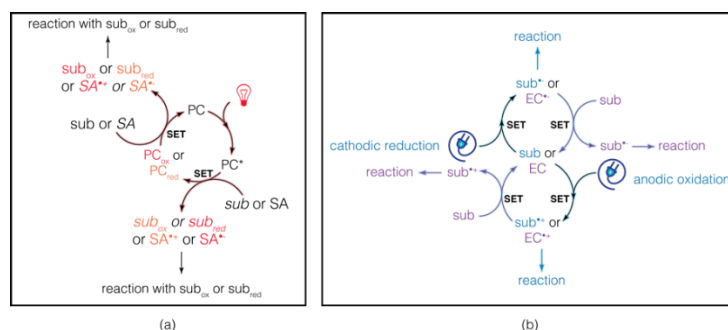 reaction with sub_ox or sub_red
sub_ox or sub_red
or SA•+ or SA•-
sub or SA
SET
PC
PC_ox or
PC_red
SET
PC*
sub or SA
sub_ox or sub_red
or SA•+ or SA•-
reaction with sub_ox or sub_red
(a)
reaction
sub•- or
EC•-
sub
SET
SET
cathodic reduction
sub•-
reaction
sub or
EC
reaction
sub•+
anodic oxidation
SET
SET
sub
sub•+ or
EC•+
reaction
(b)